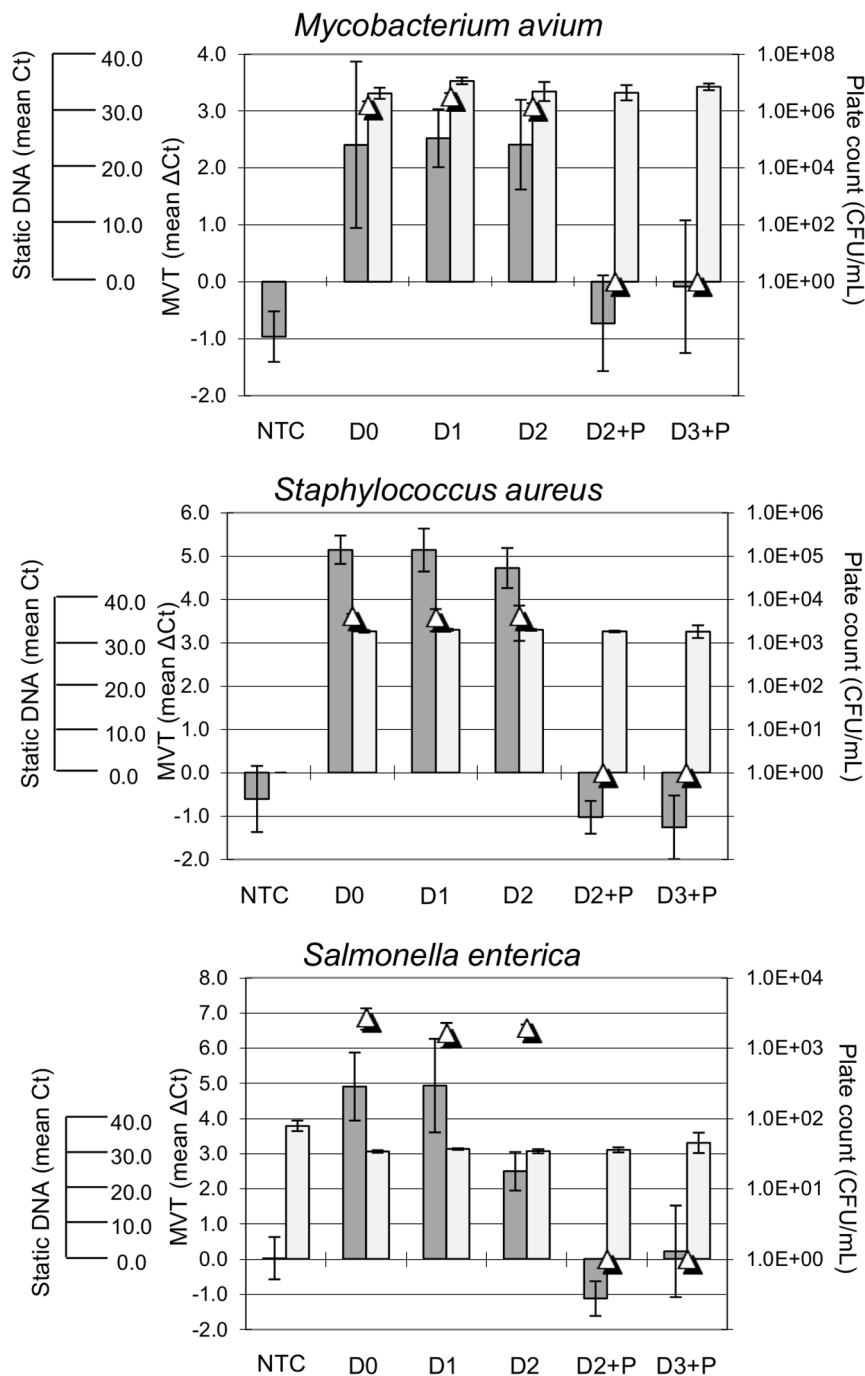 Mycobacterium avium
Static DNA (mean Ct)
40.0
30.0
20.0
10.0
0.0
MVT (mean ΔCt)
4.0
3.0
2.0
1.0
0.0
-1.0
-2.0
1.0E+08
1.0E+06
1.0E+04
1.0E+02
1.0E+00
Plate count (CFU/mL)
NTC D0 D1 D2 D2+P D3+P
Staphylococcus aureus
Static DNA (mean Ct)
40.0
30.0
20.0
10.0
0.0
MVT (mean ΔCt)
6.0
5.0
4.0
3.0
2.0
1.0
0.0
-1.0
-2.0
1.0E+06
1.0E+05
1.0E+04
1.0E+03
1.0E+02
1.0E+01
1.0E+00
Plate count (CFU/mL)
NTC D0 D1 D2 D2+P D3+P
Salmonella enterica
Static DNA (mean Ct)
40.0
30.0
20.0
10.0
0.0
MVT (mean ΔCt)
8.0
7.0
6.0
5.0
4.0
3.0
2.0
1.0
0.0
-1.0
-2.0
1.0E+04
1.0E+03
1.0E+02
1.0E+01
1.0E+00
Plate count (CFU/mL)
NTC D0 D1 D2 D2+P D3+P